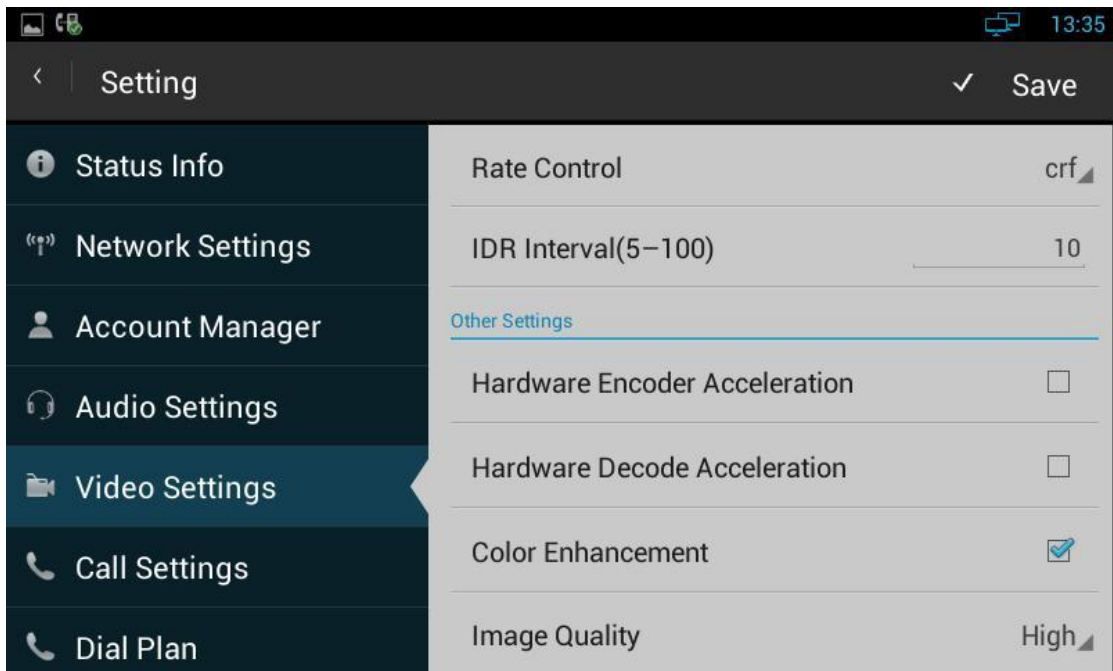 13:35
Setting
Save
Status Info
Network Settings
Account Manager
Audio Settings
Video Settings
Call Settings
Dial Plan
Rate Control
crf
IDR Interval(5–100)
10
Other Settings
Hardware Encoder Acceleration
Hardware Decode Acceleration
Color Enhancement
Image Quality
High